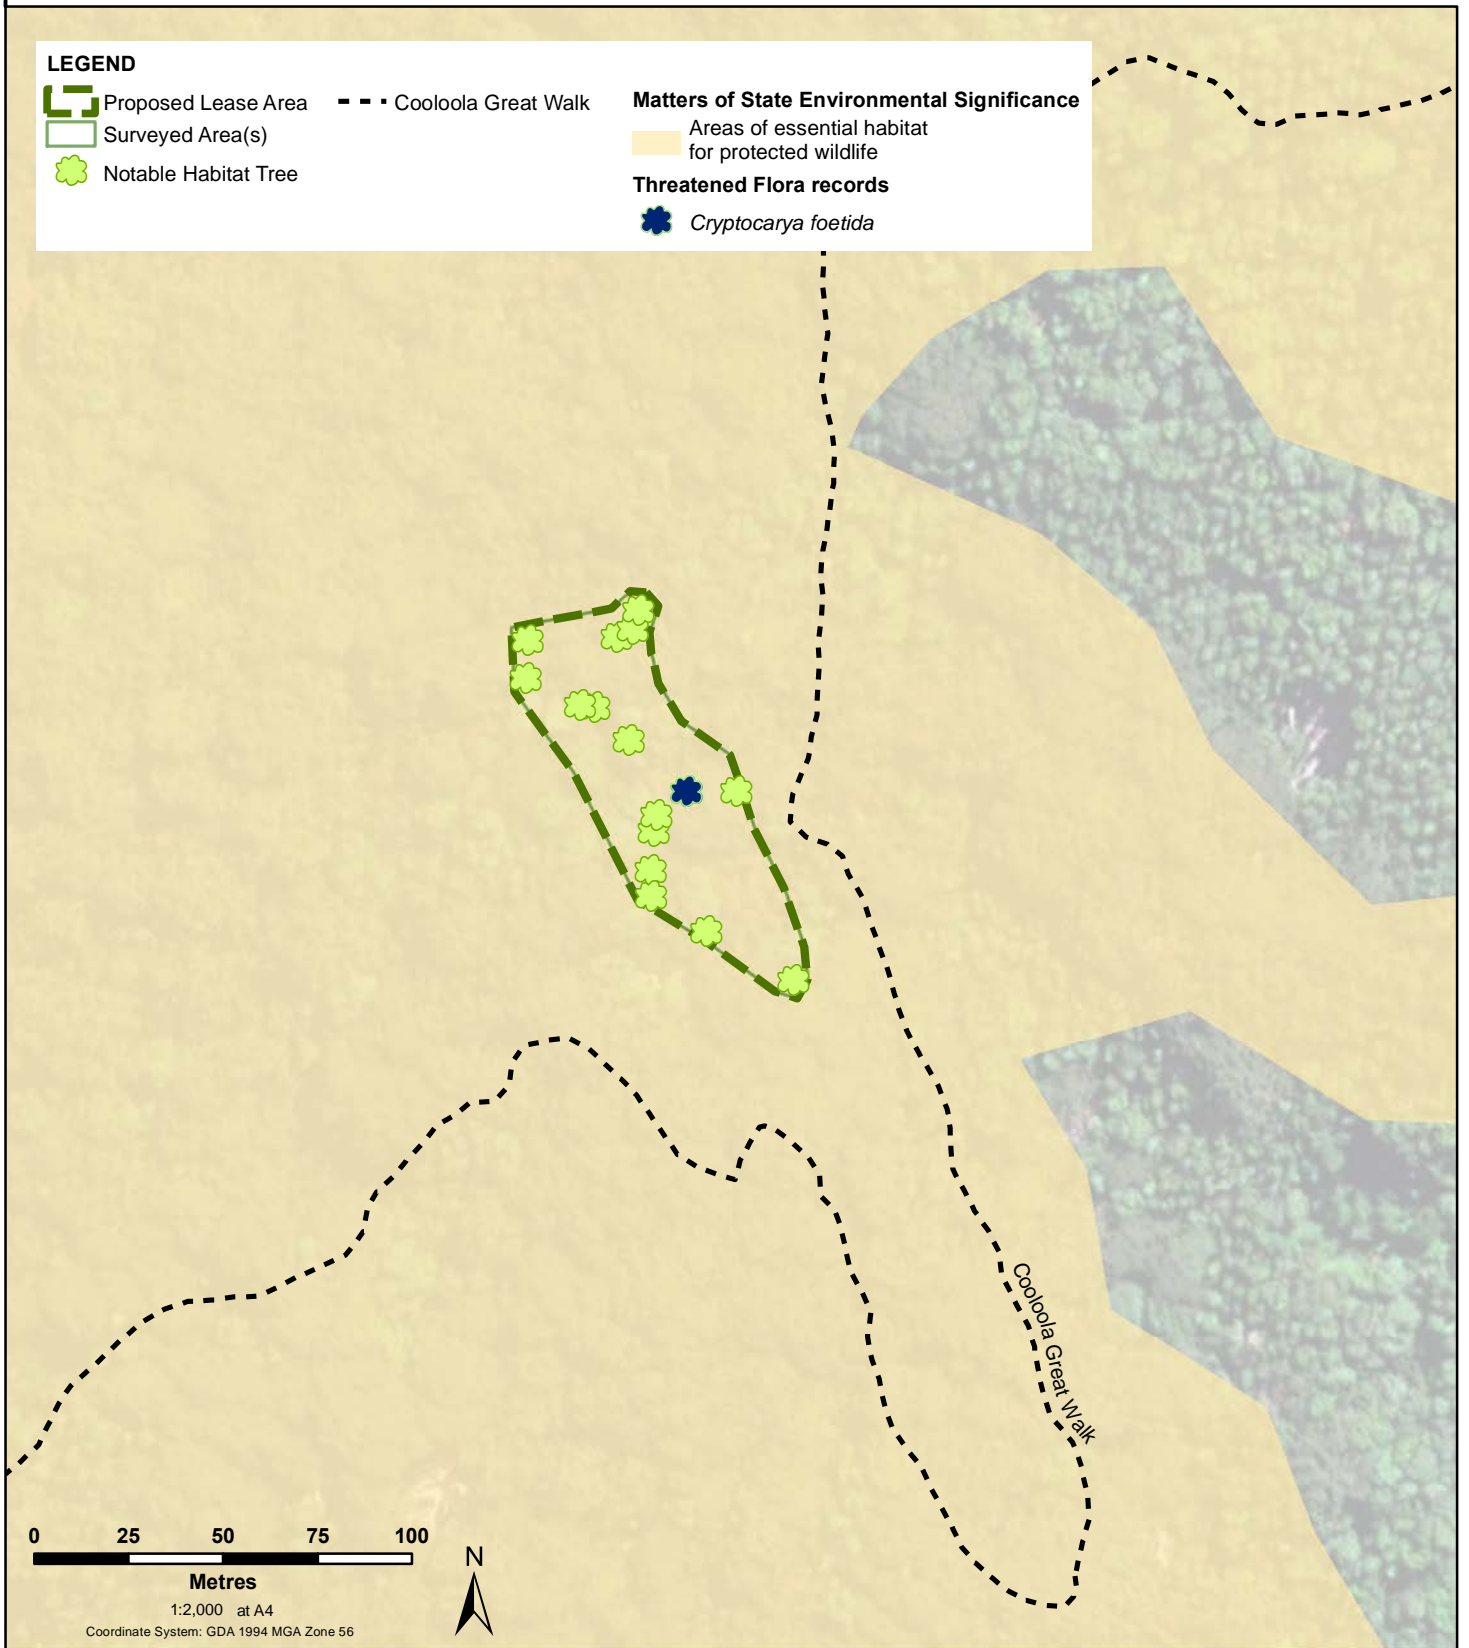 LEGEND
Proposed Lease Area
Surveyed Area(s)
Notable Habitat Tree
Cooloola Great Walk
Matters of State Environmental Significance
Areas of essential habitat
for protected wildlife
Threatened Flora records
Cryptocarya foetida
Cooloola Great Walk
0 25 50 75 100
Metres
1:2,000 at A4
Coordinate System: GDA 1994 MGA Zone 56
N